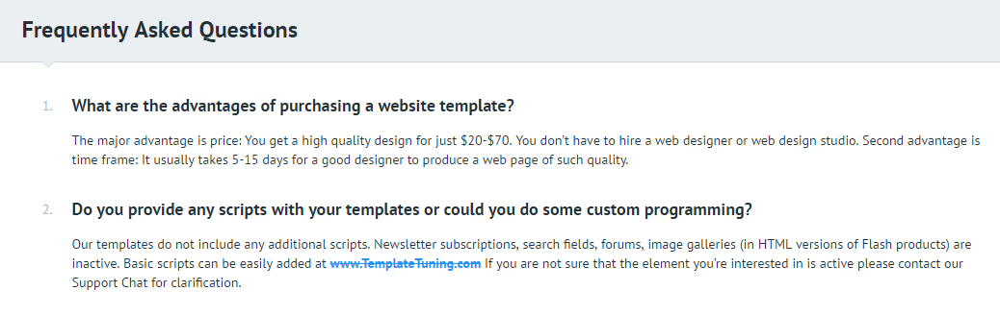 Frequently Asked Questions
1. What are the advantages of purchasing a website template?
The major advantage is price: You get a high quality design for just $20-$70. You don't have to hire a web designer or web design studio. Second advantage is
time frame: It usually takes 5-15 days for a good designer to produce a web page of such quality.
2. Do you provide any scripts with your templates or could you do some custom programming?
Our templates do not include any additional scripts. Newsletter subscriptions, search fields, forums, image galleries (in HTML versions of Flash products) are
inactive. Basic scripts can be easily added at www.TemplateTuning.com If you are not sure that the element you're interested in is active please contact our
Support Chat for clarification.